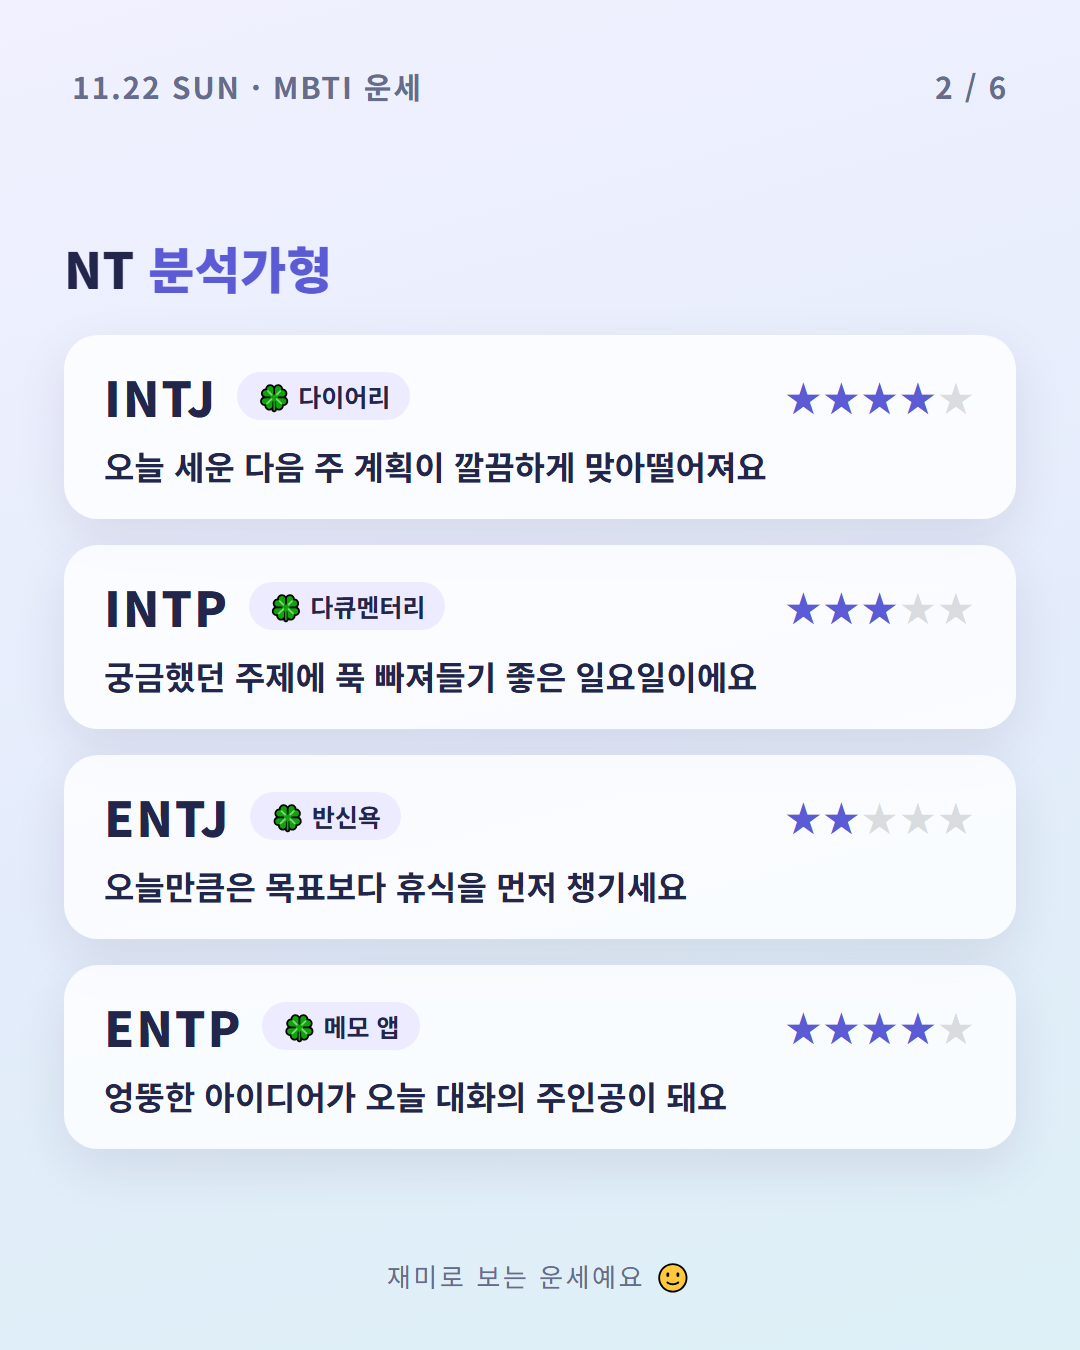 11.22 SUN · MBTI 운세
2 / 6
NT 분석가형
INTJ 🍀 다이어리 ★★★★★
오늘 세운 다음 주 계획이 깔끔하게 맞아떨어져요
INTP 🍀 다큐멘터리 ★★★★★
궁금했던 주제에 푹 빠져들기 좋은 일요일이에요
ENTJ 🍀 반신욕 ★★★★★
오늘만큼은 목표보다 휴식을 먼저 챙기세요
ENTP 🍀 메모 앱 ★★★★★
엉뚱한 아이디어가 오늘 대화의 주인공이 돼요
재미로 보는 운세예요 🙂